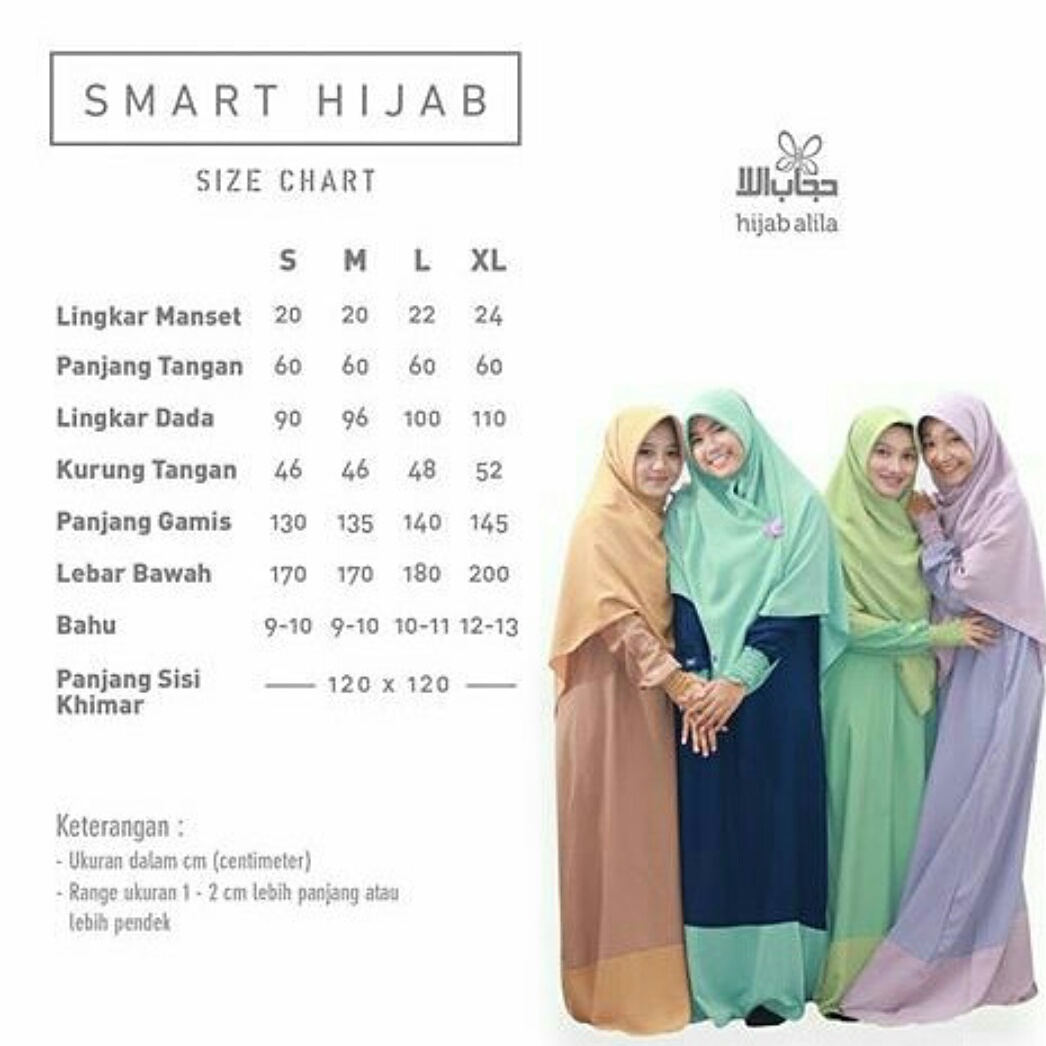 SMART HIJAB
SIZE CHART
حجاب اللا
hijab alila
S M L XL
Lingkar Manset 20 20 22 24
Panjang Tangan 60 60 60 60
Lingkar Dada 90 96 100 110
Kurung Tangan 46 46 48 52
Panjang Gamis 130 135 140 145
Lebar Bawah 170 170 180 200
Bahu 9-10 9-10 10-11 12-13
Panjang Sisi 120 x 120
Khimar
Keterangan :
- Ukuran dalam cm (centimeter)
- Range ukuran 1 - 2 cm lebih panjang atau
lebih pendek